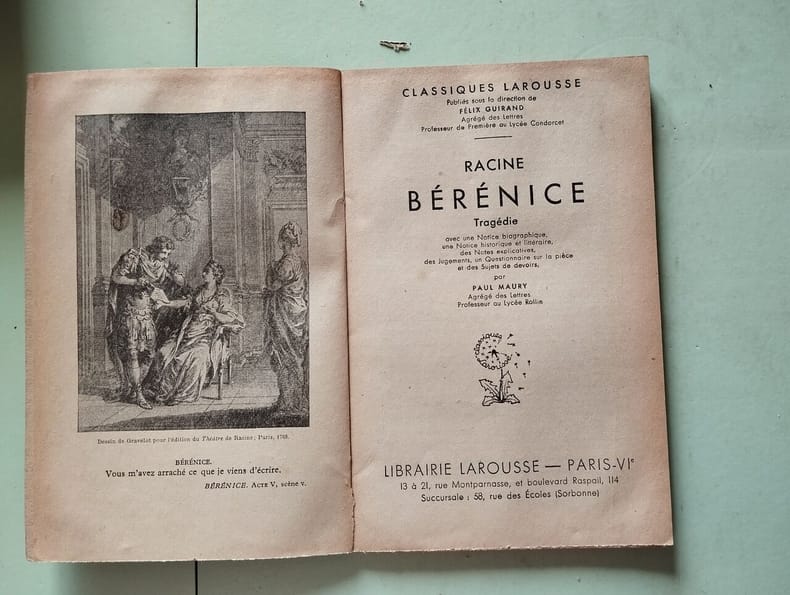 Dessin de Gravelot pour l'édition du Théâtre de Racine; Paris, 1768.
BÉRÉNICE.
Vous m'avez arraché ce que je viens d'écrire.
BÉRÉNICE. ACTE V, scène V.
CLASSIQUES LAROUSSE
Publiés sous la direction de
FÉLIX GUIRAND
Agrégé des Lettres
Professeur de Première au Lycée Condorcet
RACINE
BÉRÉNICE
Tragédie
avec une Notice biographique,
une Notice historique et littéraire,
des Notes explicatives,
des Jugements, un Questionnaire sur la pièce
et des Sujets de devoirs,
par
PAUL MAURY
Agrégé des Lettres
Professeur au Lycée Rollin
Classiques
Larousse
LIBRAIRIE LAROUSSE — PARIS-VIe
13 à 21, rue Montparnasse, et boulevard Raspail, 114
Succursale : 58, rue des Écoles (Sorbonne)